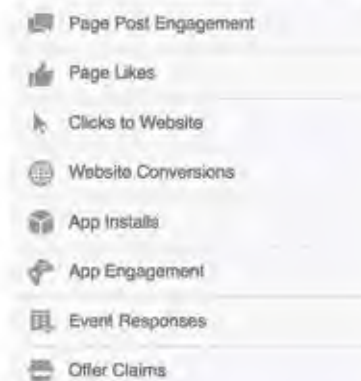 Page Post Engagement
Page Likes
Clicks to Website
Website Conversions
App Installs
App Engagement
Event Responses
Offer Claims